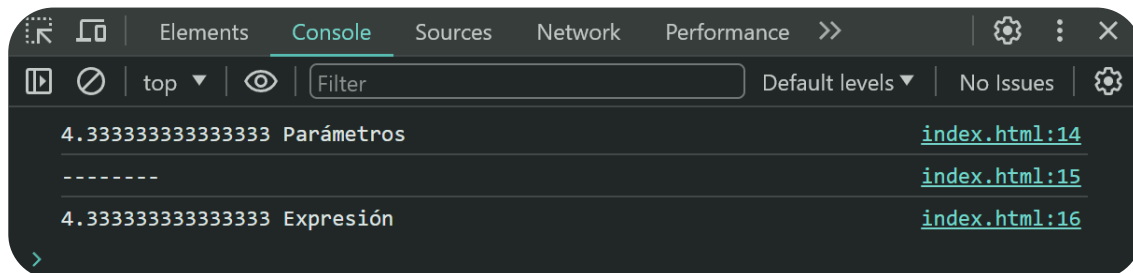 Elements Console Sources Network Performance
top Filter Default levels No Issues
4.333333333333333 Parámetros index.html:14
-------- index.html:15
4.333333333333333 Expresión index.html:16
>